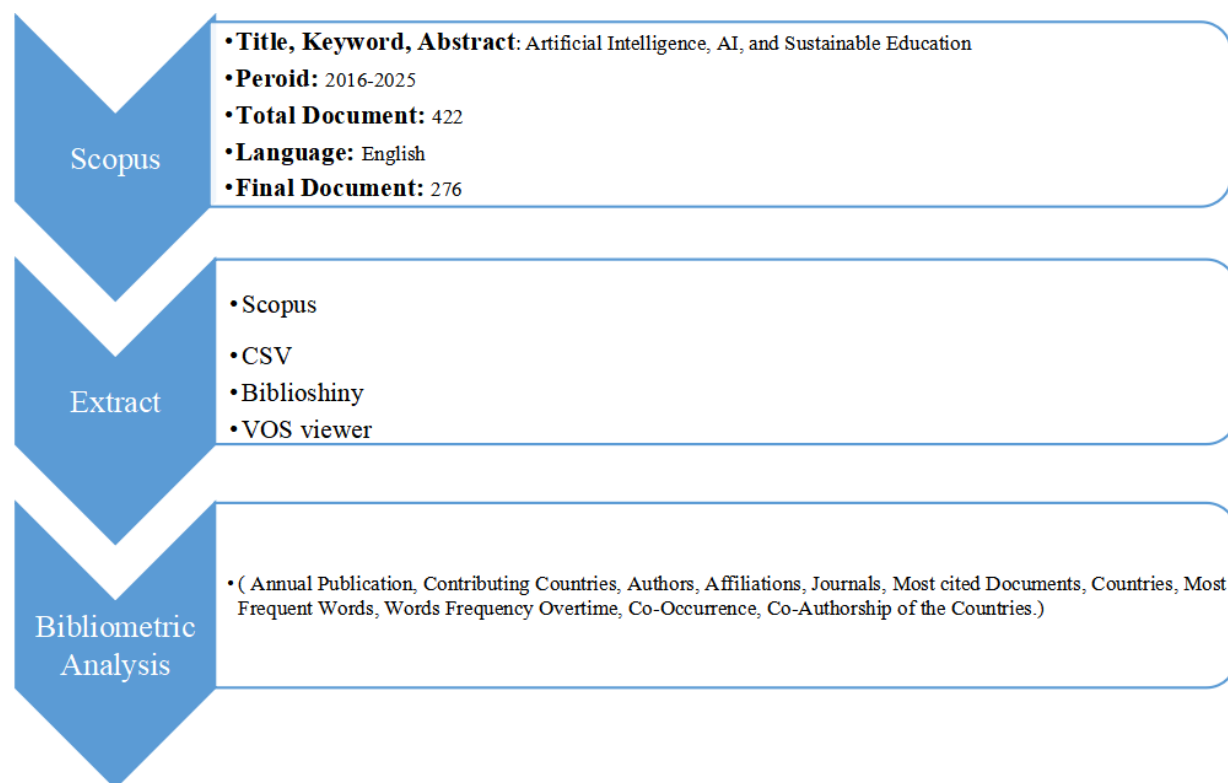 Scopus
•Title, Keyword, Abstract: Artificial Intelligence, AI, and Sustainable Education
•Peroid: 2016-2025
•Total Document: 422
•Language: English
•Final Document: 276
Extract
•Scopus
•CSV
•Biblioshiny
•VOS viewer
Bibliometric
Analysis
•( Annual Publication, Contributing Countries, Authors, Affiliations, Journals, Most cited Documents, Countries, Most
Frequent Words, Words Frequency Overtime, Co-Occurrence, Co-Authorship of the Countries.)